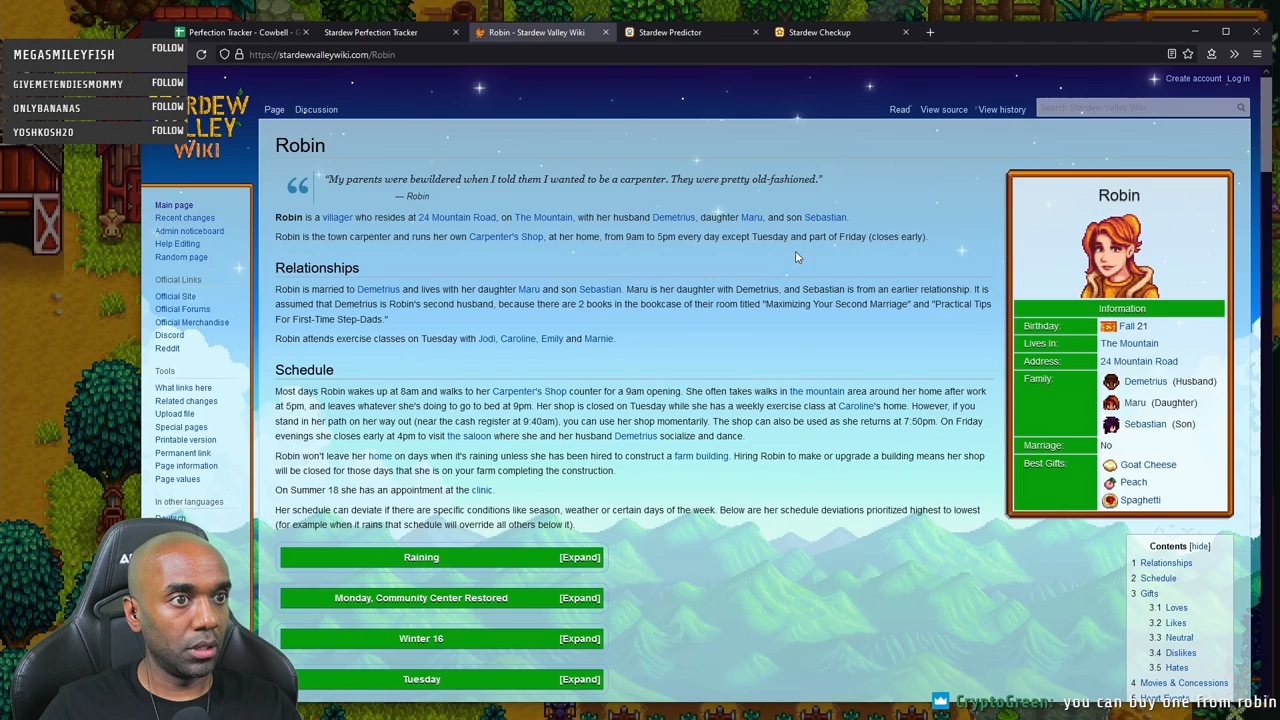 Perfection Tracker - Cowbell - G
Stardew Perfection Tracker
Robin - Stardew Valley Wiki
Stardew Predictor
Stardew Checkup
MEGASMILEYFISH FOLLOW
GIVEMETENDIESMOMMY FOLLOW
ONLYBANANAS FOLLOW
YOSHKOSH20 FOLLOW
https://stardewvalleywiki.com/Robin
Create account Log in
VALLEY
WIKI
Page Discussion
Read View source View history
Search Stardew Valley Wiki
Robin
"My parents were bewildered when I told them I wanted to be a carpenter. They were pretty old-fashioned."
— Robin
Robin is a villager who resides at 24 Mountain Road, on The Mountain, with her husband Demetrius, daughter Maru, and son Sebastian.
Robin is the town carpenter and runs her own Carpenter's Shop, at her home, from 9am to 5pm every day except Tuesday and part of Friday (closes early).
Relationships
Robin is married to Demetrius and lives with her daughter Maru and son Sebastian. Maru is her daughter with Demetrius, and Sebastian is from an earlier relationship. It is
assumed that Demetrius is Robin's second husband, because there are 2 books in the bookcase of their room titled "Maximizing Your Second Marriage" and "Practical Tips
For First-Time Step-Dads."
Robin attends exercise classes on Tuesday with Jodi, Caroline, Emily and Marnie.
Schedule
Most days Robin wakes up at 8am and walks to her Carpenter's Shop counter for a 9am opening. She often takes walks in the mountain area around her home after work
at 5pm, and leaves whatever she's doing to go to bed at 9pm. Her shop is closed on Tuesday while she has a weekly exercise class at Caroline's home. However, if you
stand in her path on her way out (near the cash register at 9:40am), you can use her shop momentarily. The shop can also be used as she returns at 7:50pm. On Friday
evenings she closes early at 4pm to visit the saloon where she and her husband Demetrius socialize and dance.
Robin won't leave her home on days when it's raining unless she has been hired to construct a farm building. Hiring Robin to make or upgrade a building means her shop
will be closed for those days that she is on your farm completing the construction.
On Summer 18 she has an appointment at the clinic.
Her schedule can deviate if there are specific conditions like season, weather or certain days of the week. Below are her schedule deviations prioritized highest to lowest
(for example when it rains that schedule will override all others below it).
Raining [Expand]
Monday, Community Center Restored [Expand]
Winter 16 [Expand]
Tuesday [Expand]
Main page
Recent changes
Admin noticeboard
Help Editing
Random page
Official Links
Official Site
Official Forums
Official Merchandise
Discord
Reddit
Tools
What links here
Related changes
Upload file
Special pages
Printable version
Permanent link
Page information
Page values
In other languages
Robin
Information
Birthday: Fall 21
Lives In: The Mountain
Address: 24 Mountain Road
Family: Demetrius (Husband)
Maru (Daughter)
Sebastian (Son)
Marriage: No
Best Gifts: Goat Cheese
Peach
Spaghetti
Contents [hide]
1 Relationships
2 Schedule
3 Gifts
3.1 Loves
3.2 Likes
3.3 Neutral
3.4 Dislikes
3.5 Hates
4 Movies & Concessions
CryptoGreen: you can buy one from robin